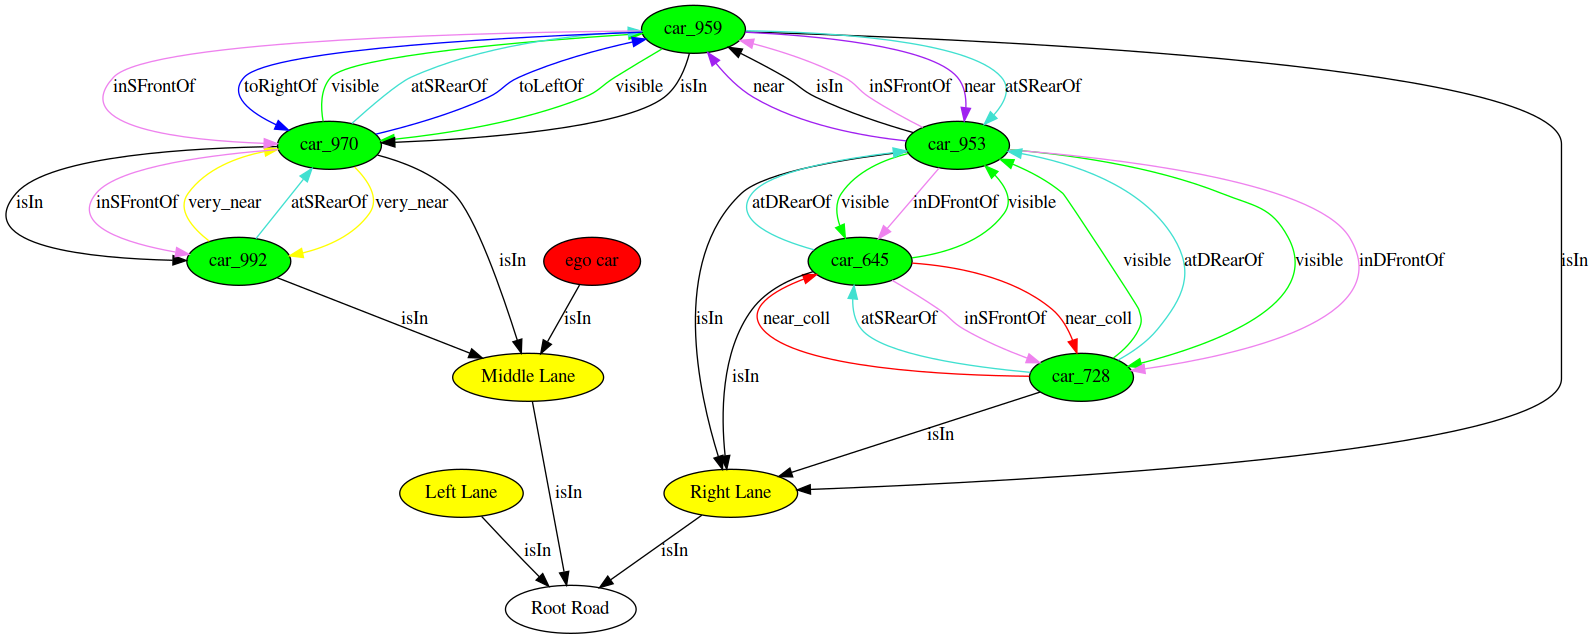 car_959
inSFrontOf
toRightOf
visible
atSRearOf
toLeftOf
visible
isIn
near
isIn
inSFrontOf
near
atSRearOf
car_970
car_953
isIn
inSFrontOf
very_near
atSRearOf
very_near
atDRearOf
visible
inDFrontOf
visible
car_992
isIn
ego car
car_645
visible
atDRearOf
visible
inDFrontOf
isIn
isIn
isIn
isIn
near_coll
atSRearOf
inSFrontOf
near_coll
Middle Lane
isIn
car_728
isIn
Left Lane
isIn
Right Lane
isIn
isIn
Root Road